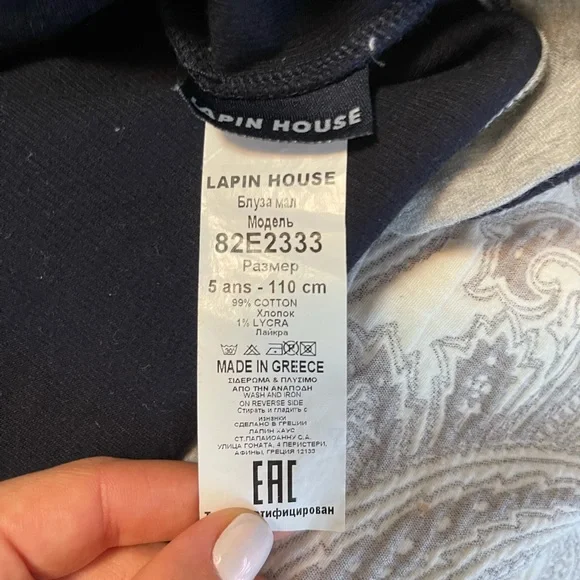 LAPIN HOUSE
LAPIN HOUSE
Блуза мал
Модель
82E2333
Размер
5 ans - 110 cm
99% COTTON
Хлопок
1% LYCRA
Лайкра
MADE IN GREECE
ΣΙΔΕΡΩΜΑ & ΠΛΥΣΙΜΟ
ΑΠΟ ΤΗΝ ΑΝΑΠΟΔΗ
WASH AND IRON
ON REVERSE SIDE
Стирать и гладить с
изнанки
СДЕЛАНО В ГРЕЦИИ
ЛАПИН ХАУС
СТ.ПАЛАИОАННУ С.А.
УЛИЦА ГОНАТА, 4 ПЕРИСТЕРИ,
АФИНЫ, ГРЕЦИЯ 12133
EAC